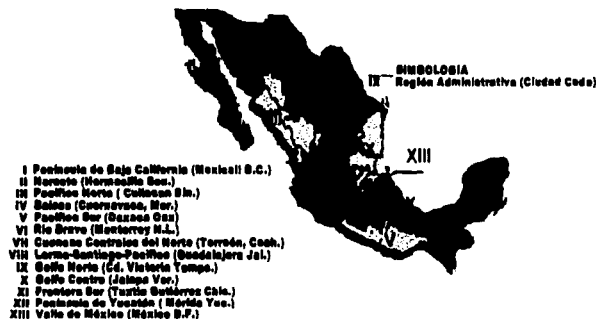 SIMBOLOGÍA
IX Región Administrativa (Ciudad Cede)
XIII
V
I Península de Baja California (Mexicali B.C.)
II Noroeste (Hermosillo Son.)
III Pacífico Norte ( Culiacan Sin.)
IV Balsas (Cuernavaca, Mor.)
V Pacífico Sur (Oaxaca Oax)
VI Río Bravo (Monterrey N.L.)
VII Cuencas Centrales del Norte (Torreón, Coah.)
VIII Lerma-Santiago-Pacífico (Guadalajara Jal.)
IX Golfo Norte (Cd. Victoria Tamps.)
X Golfo Centro (Jalapa Ver.)
XI Frontera Sur (Tuxtla Gutiérrez Chis.)
XII Península de Yucatán ( Mérida Yuc.)
XIII Valle de México (México D.F.)